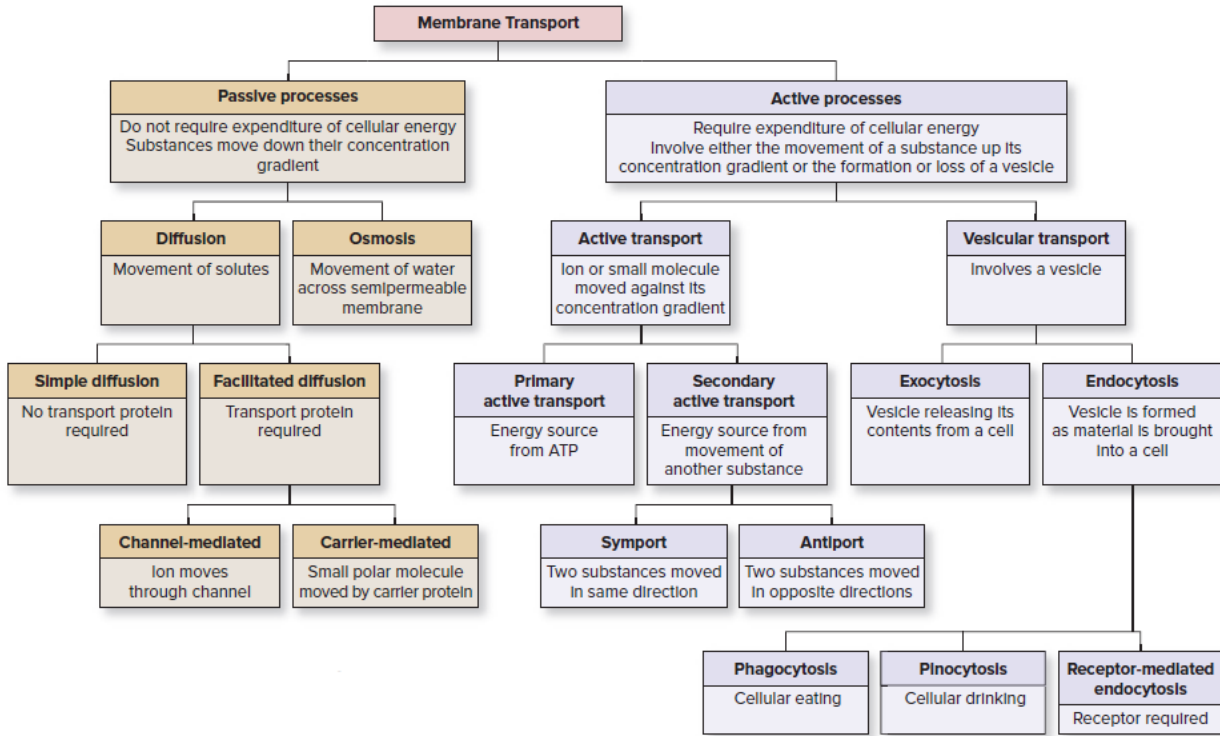 Membrane Transport
Passive processes
Do not require expenditure of cellular energy
Substances move down their concentration
gradient
Active processes
Require expenditure of cellular energy
Involve either the movement of a substance up its
concentration gradient or the formation or loss of a vesicle
Diffusion
Movement of solutes
Osmosis
Movement of water
across semipermeable
membrane
Active transport
Ion or small molecule
moved against its
concentration gradient
Vesicular transport
Involves a vesicle
Simple diffusion
No transport protein
required
Facilitated diffusion
Transport protein
required
Primary
active transport
Energy source
from ATP
Secondary
active transport
Energy source from
movement of
another substance
Exocytosis
Vesicle releasing its
contents from a cell
Endocytosis
Vesicle is formed
as material is brought
into a cell
Channel-mediated
Ion moves
through channel
Carrier-mediated
Small polar molecule
moved by carrier protein
Symport
Two substances moved
in same direction
Antiport
Two substances moved
in opposite directions
Phagocytosis
Cellular eating
Pinocytosis
Cellular drinking
Receptor-mediated
endocytosis
Receptor required